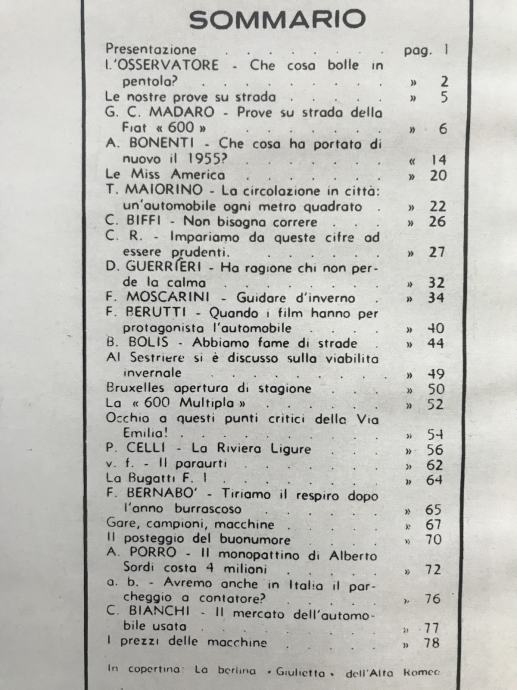 SOMMARIO
Presentazione . . . . . . . pag. 1
L'OSSERVATORE - Che cosa bolle in
pentola? . . . . . . . » 2
Le nostre prove su strada . . . . » 5
G. C. MADARO - Prove su strada della
Fiat « 600 » . . . . . . » 6
A. BONENTI - Che cosa ha portato di
nuovo il 1955? . . . . . « 14
Le Miss America . . . . . . » 20
T. MAIORINO - La circolazione in città:
un'automobile ogni metro quadrato . » 22
C. BIFFI - Non bisogna correre . . . » 26
C. R. - Impariamo da queste cifre ad
essere prudenti. . . . . . » 27
D. GUERRIERI - Ha ragione chi non per-
de la calma . . . . . . » 32
F. MOSCARINI - Guidare d'inverno . » 34
F. BERUTTI - Quando i film hanno per
protagonista l'automobile . . . » 40
B. BOLIS - Abbiamo fame di strade . » 44
Al Sestriere si è discusso sulla viabilita
invernale . . . . . . . » 49
Bruxelles apertura di stagione . . . » 50
La « 600 Multipla » . . . . . » 52
Occhio a questi punti critici della Via
Emilia! . . . . . . . » 54
P. CELLI - La Riviera Ligure . . . » 56
v. f. - Il paraurti . . . . . » 62
La Bugatti F. 1 . . . . . . » 64
F. BERNABO' - Tiriamo il respiro dopo
l'anno burrascoso . . . . . » 65
Gare, campioni, macchine . . . . » 67
Il posteggio del buonumore . . . » 70
A. PORRO - Il monopattino di Alberto
Sordi costa 4 milioni . . . . » 72
a. b. - Avremo anche in Italia il par-
cheggio a contatore? . . . . » 76
C. BIANCHI - Il mercato dell'automo-
bile usata . . . . . . » 77
I prezzi delle macchine . . . . » 78
In copertina: La berlina « Giulietta » dell'Alfa Romeo